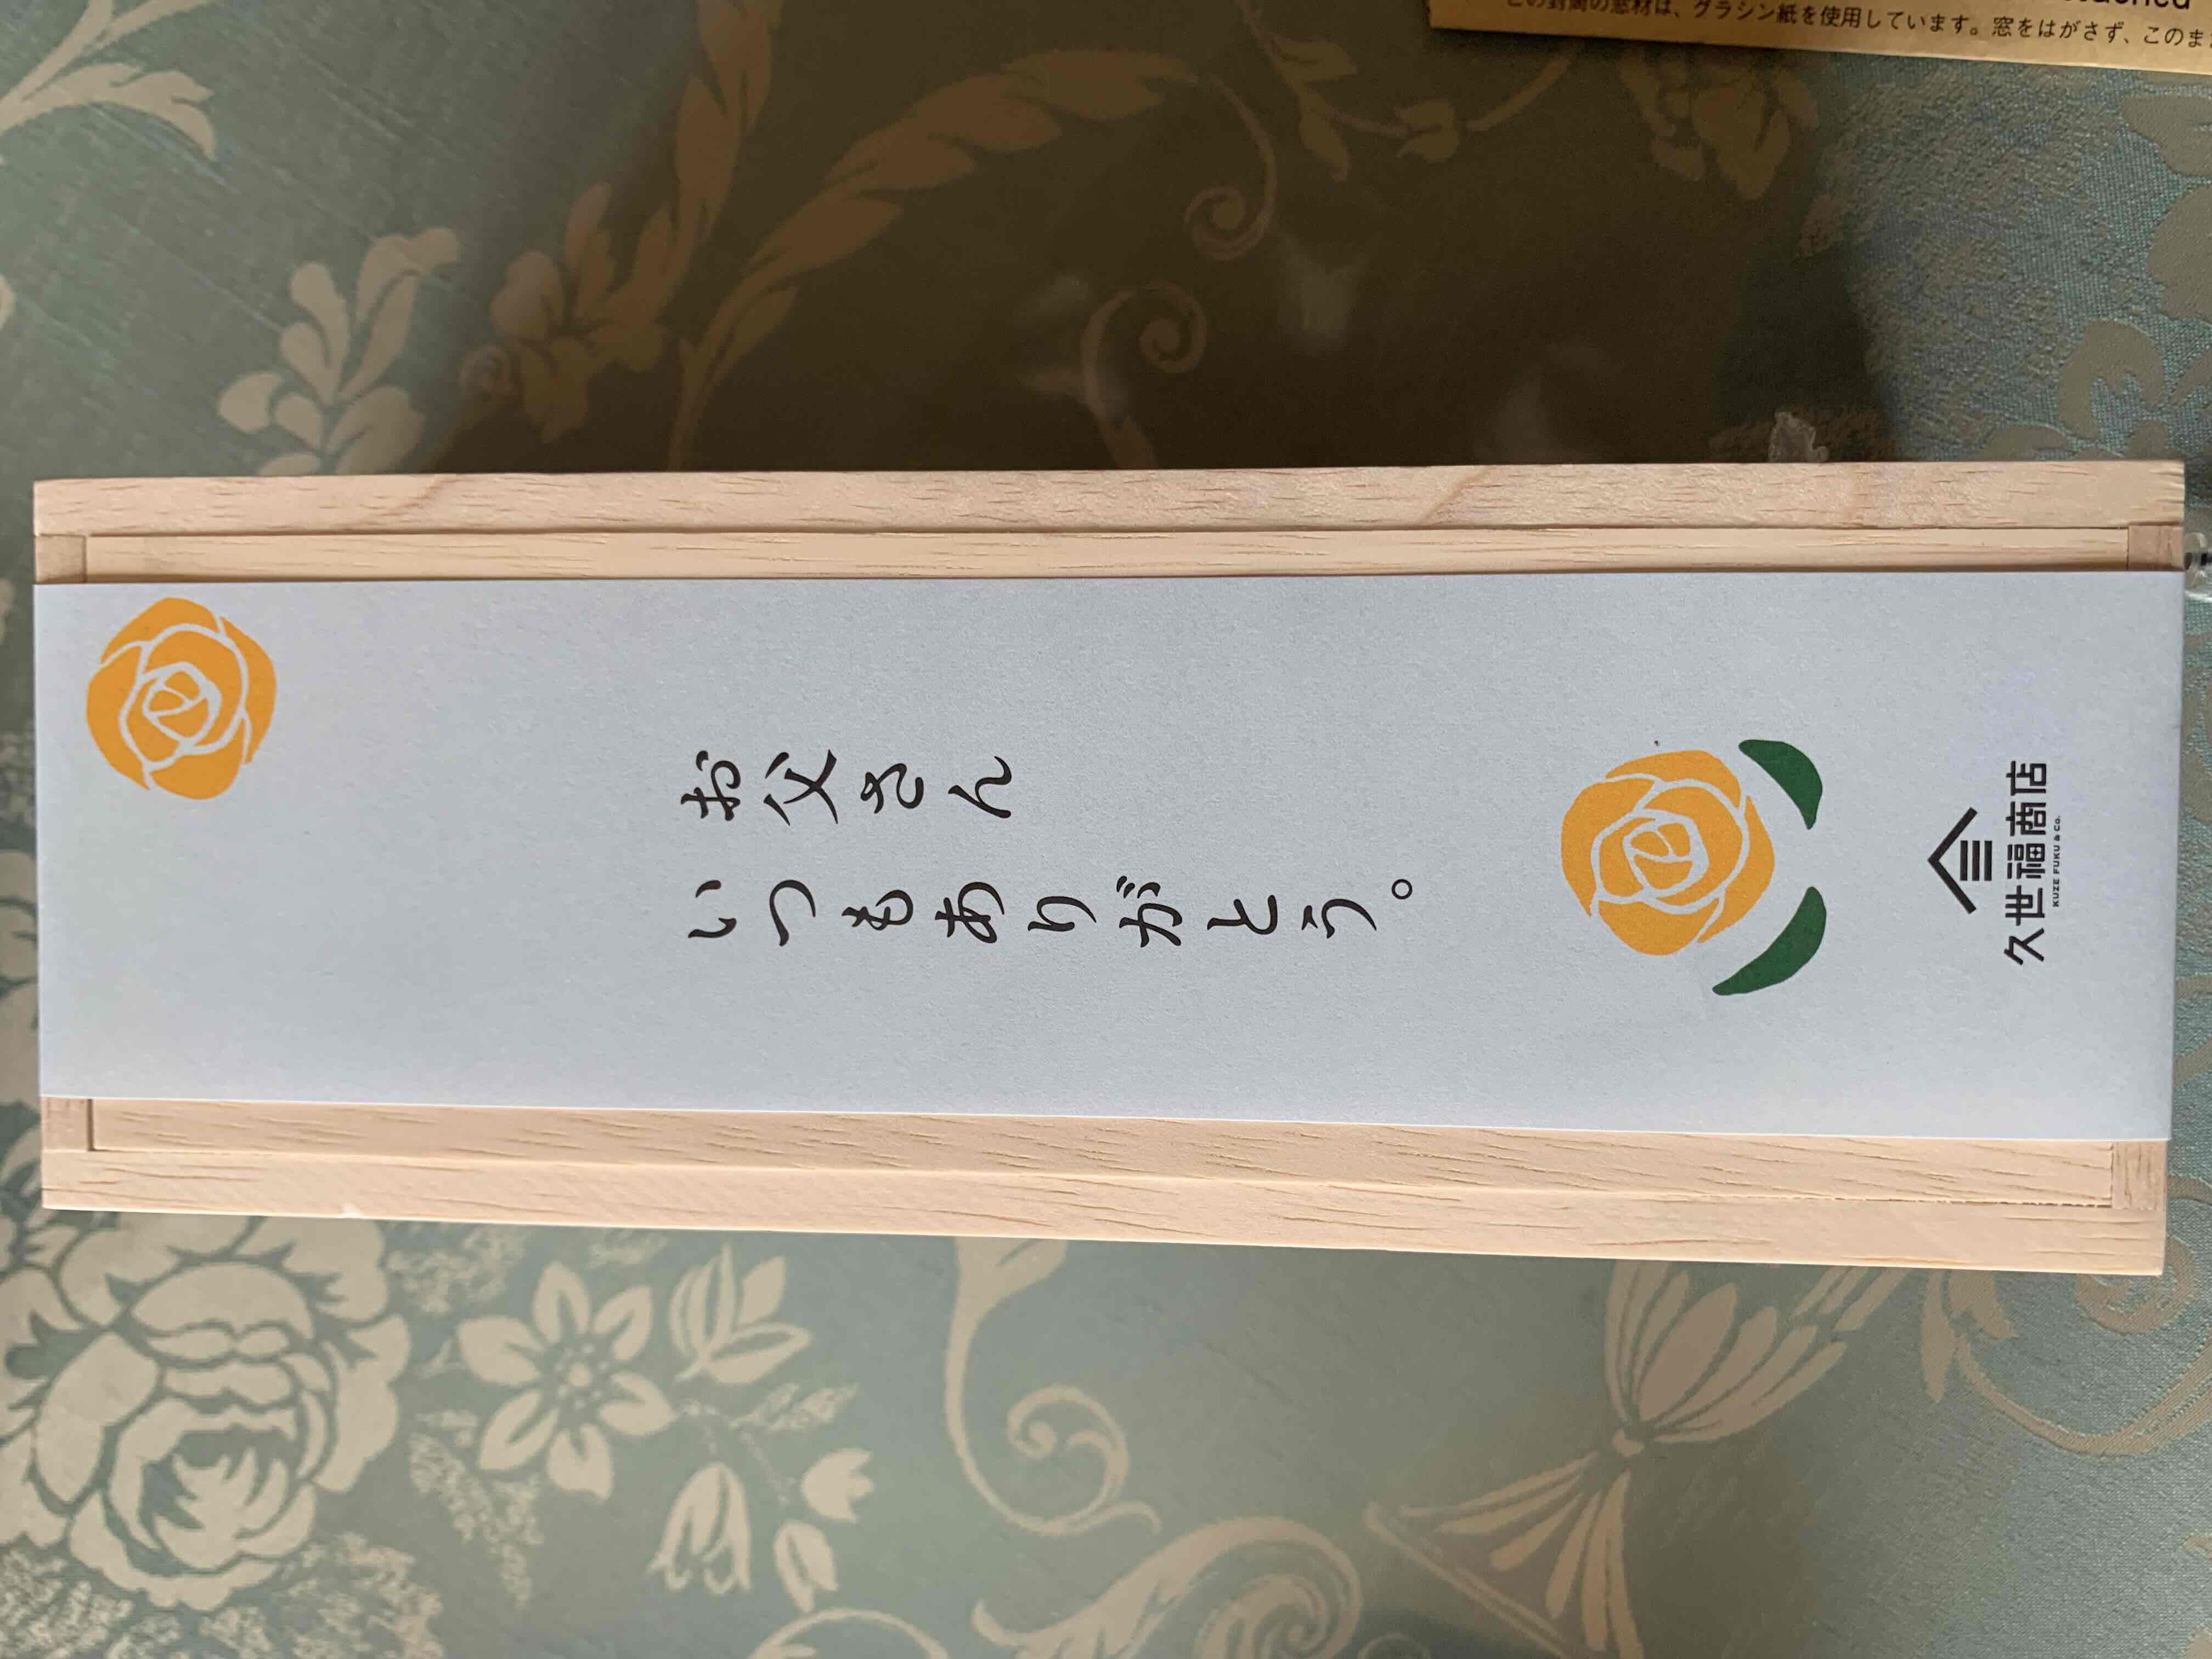 お父さん
いつもありがとう。
久世福商店
KUZE FUKU & Co.
この封筒の窓材は、グラシン紙を使用しています。窓をはがさず、このまま